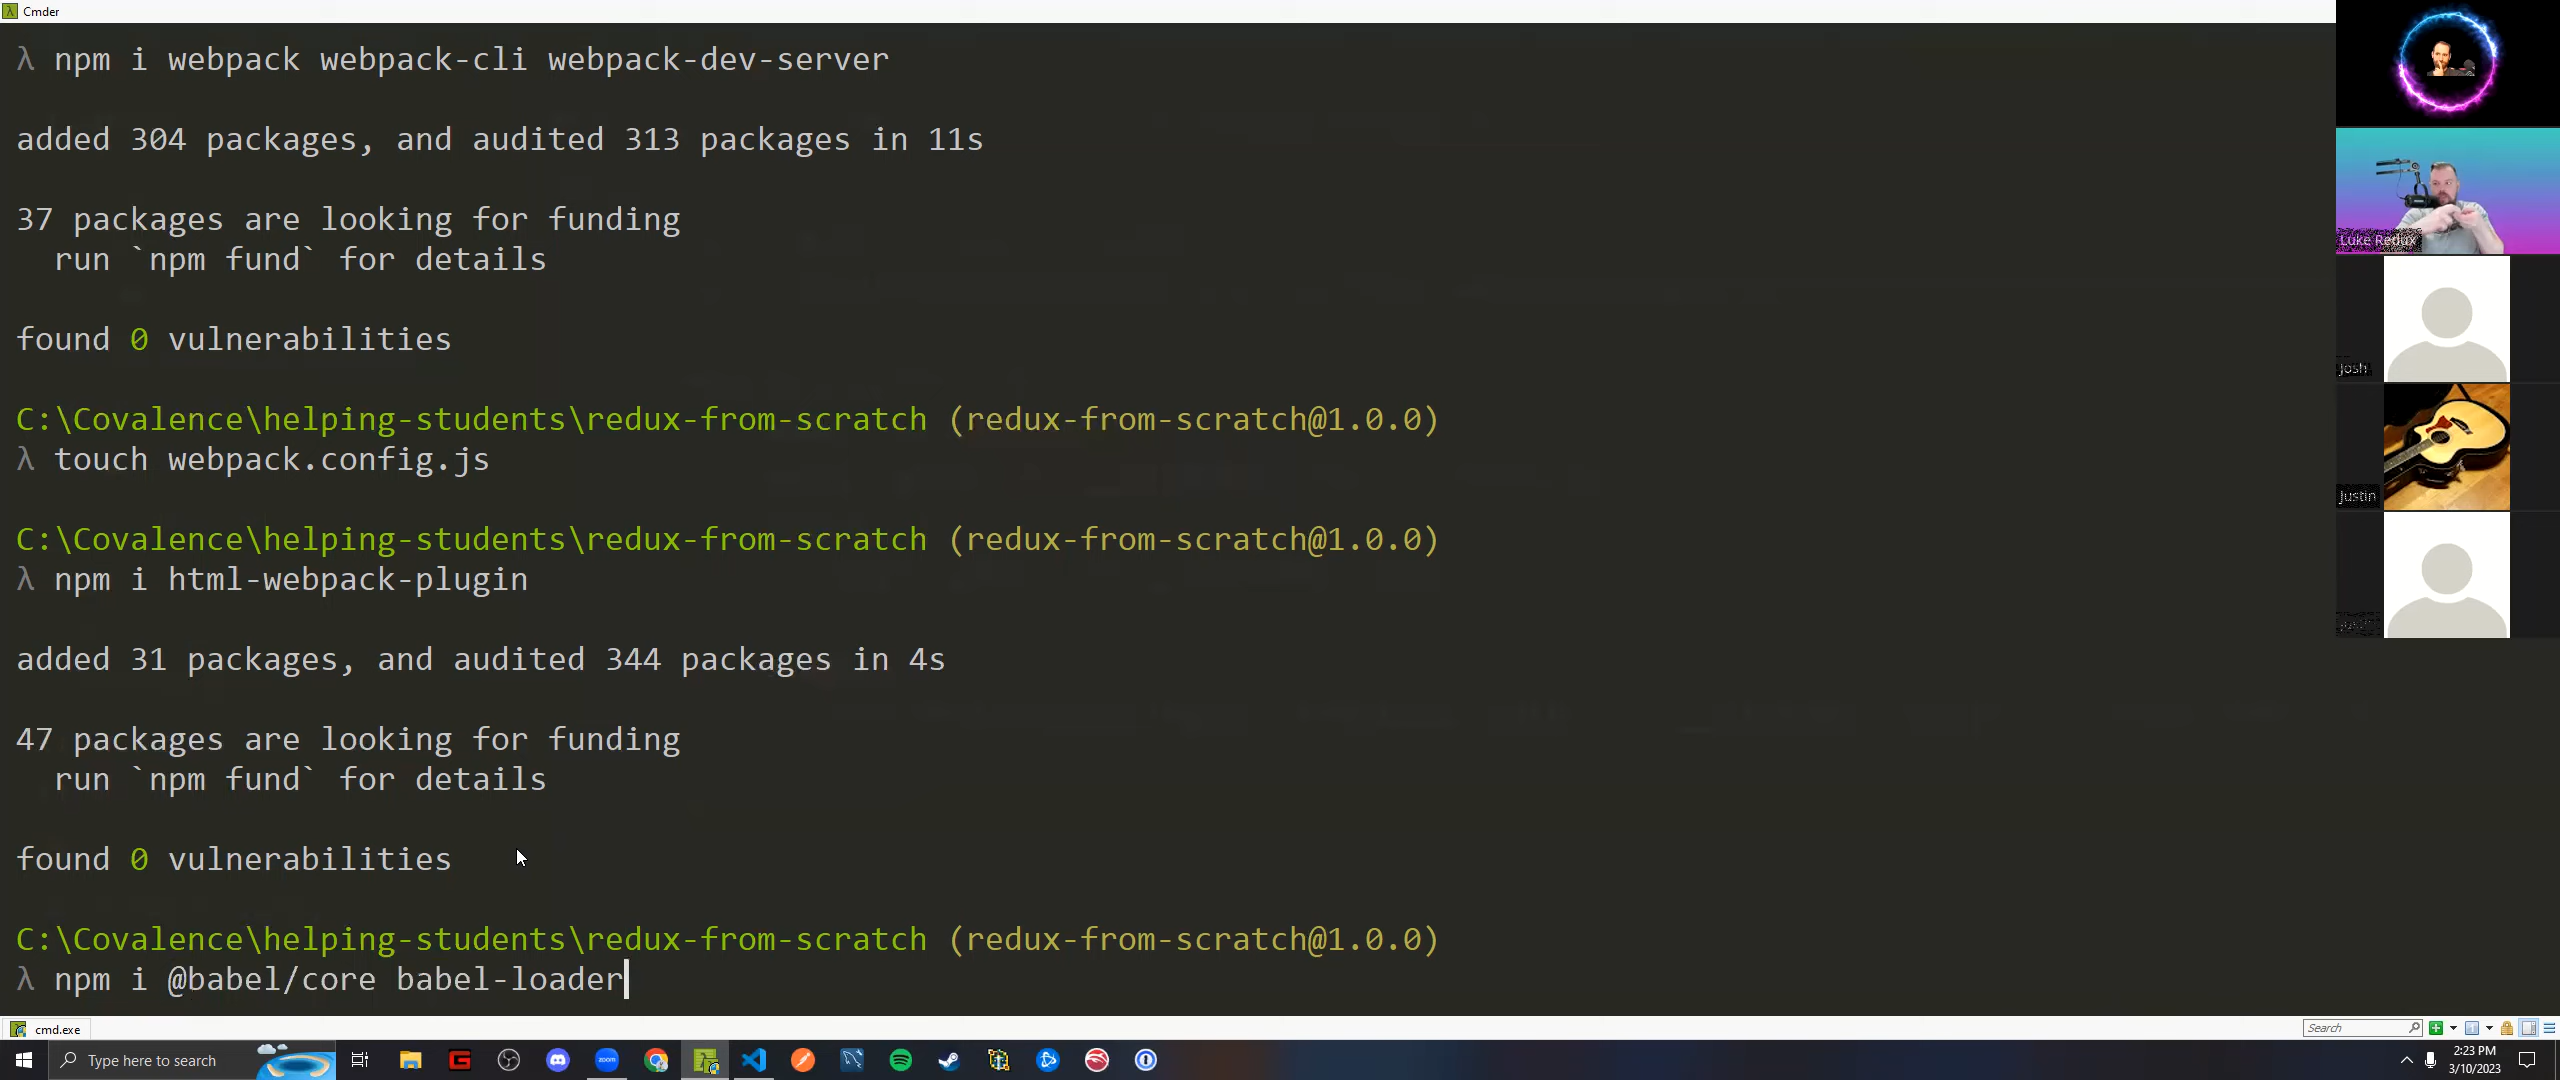 Cmder
λ npm i webpack webpack-cli webpack-dev-server
added 304 packages, and audited 313 packages in 11s
37 packages are looking for funding
run `npm fund` for details
found 0 vulnerabilities
C:\Covalence\helping-students\redux-from-scratch (redux-from-scratch@1.0.0)
λ touch webpack.config.js
C:\Covalence\helping-students\redux-from-scratch (redux-from-scratch@1.0.0)
λ npm i html-webpack-plugin
added 31 packages, and audited 344 packages in 4s
47 packages are looking for funding
run `npm fund` for details
found 0 vulnerabilities
C:\Covalence\helping-students\redux-from-scratch (redux-from-scratch@1.0.0)
λ npm i @babel/core babel-loader
Luke Redux
Josh
Justin
cmd.exe
Search
Type here to search
zoom
2:23 PM
3/10/2023